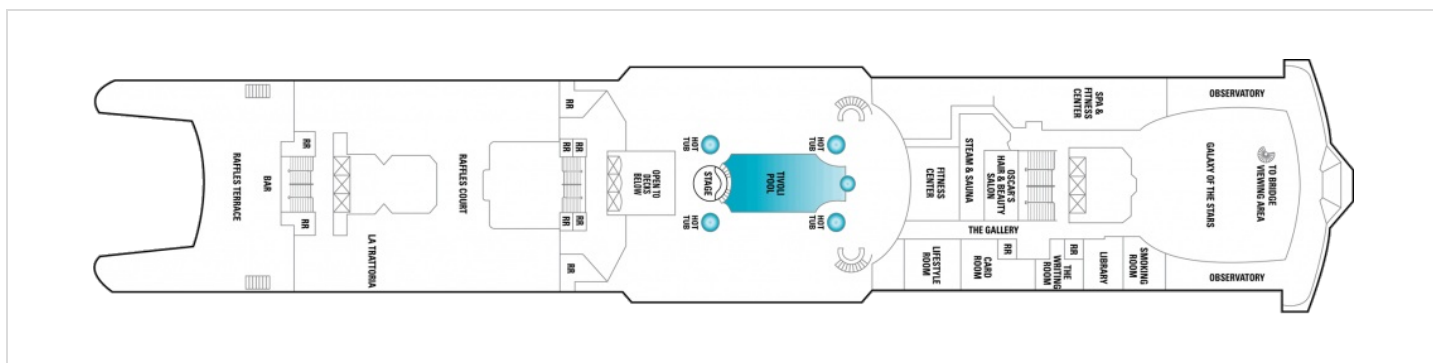 RAFFLES TERRACE
BAR
RR
RR
LA TRATTORIA
RAFFLES COURT
RR
RR
RR
RR
RR
RR
OPEN TO
DECKS
BELOW
HOT
TUB
HOT
TUB
STAGE
TIVOLI
POOL
HOT
TUB
HOT
TUB
FITNESS
CENTER
STEAM & SAUNA
OSCAR'S
HAIR & BEAUTY
SALON
SPA &
FITNESS
CENTER
THE GALLERY
LIFESTYLE
ROOM
CARD
ROOM
RR
THE
WRITING
ROOM
RR
LIBRARY
SMOKING
ROOM
OBSERVATORY
GALAXY OF THE STARS
TO BRIDGE
VIEWING AREA
OBSERVATORY